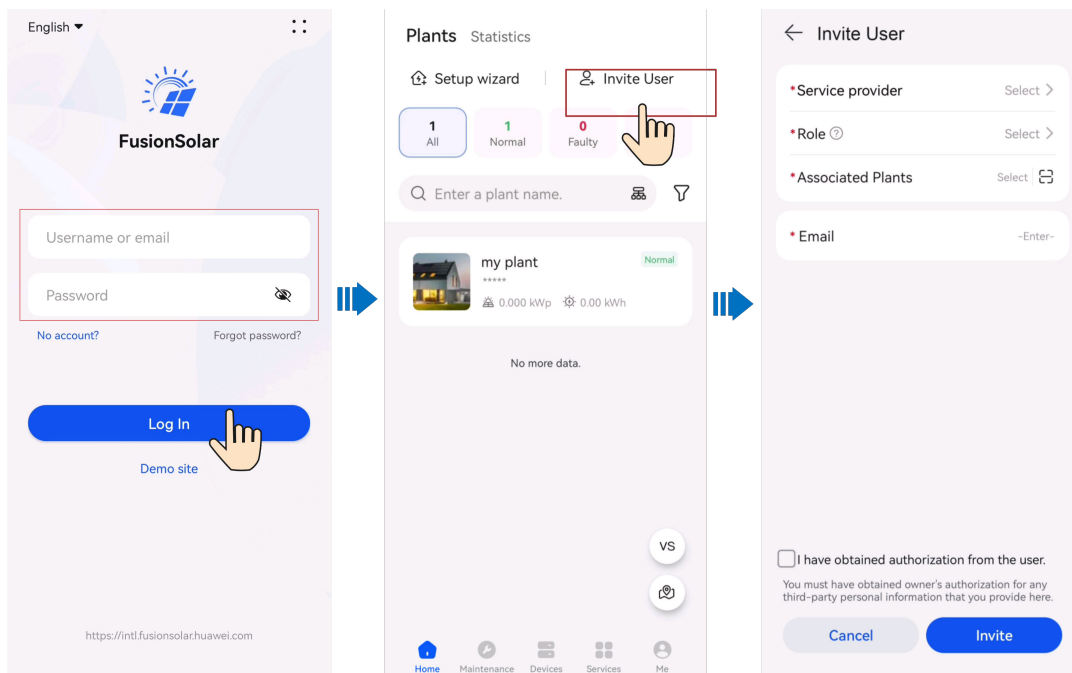 English
FusionSolar
Username or email
Password
No account?
Forgot password?
Log In
Demo site
https://intl.fusionsolar.huawei.com
Plants Statistics
Setup wizard
Invite User
1
All
1
Normal
0
Faulty
Enter a plant name.
my plant
Normal
*****
0.000 kWp
0.00 kWh
No more data.
VS
Home
Maintenance
Devices
Services
Me
Invite User
*Service provider
Select >
*Role ?
Select >
*Associated Plants
Select
* Email
-Enter-
I have obtained authorization from the user.
You must have obtained owner's authorization for any
third-party personal information that you provide here.
Cancel
Invite